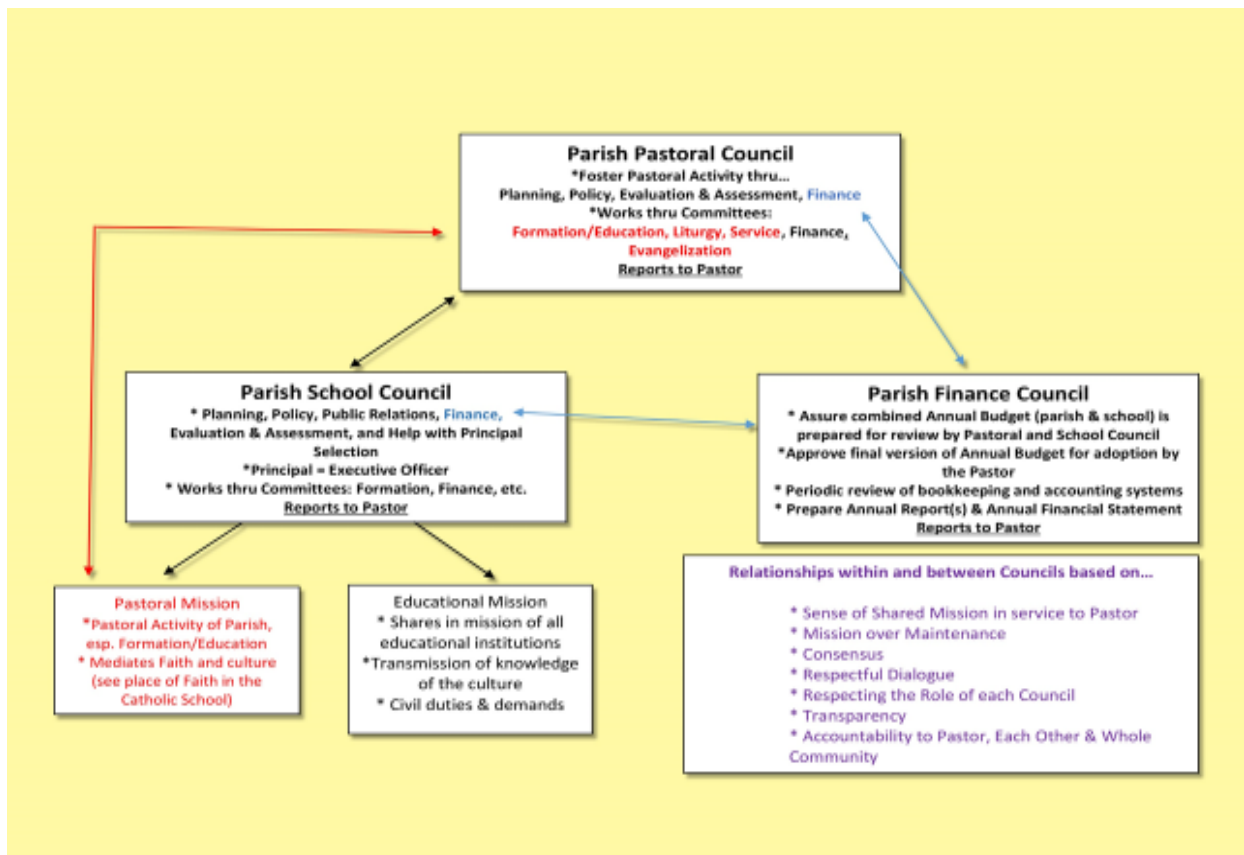 Parish Pastoral Council
*Foster Pastoral Activity thru...
Planning, Policy, Evaluation & Assessment, Finance
*Works thru Committees:
Formation/Education, Liturgy, Service, Finance,
Evangelization
Reports to Pastor
Parish School Council
* Planning, Policy, Public Relations, Finance,
Evaluation & Assessment, and Help with Principal
Selection
*Principal = Executive Officer
* Works thru Committees: Formation, Finance, etc.
Reports to Pastor
Parish Finance Council
* Assure combined Annual Budget (parish & school) is
prepared for review by Pastoral and School Council
*Approve final version of Annual Budget for adoption by
the Pastor
* Periodic review of bookkeeping and accounting systems
* Prepare Annual Report(s) & Annual Financial Statement
Reports to Pastor
Pastoral Mission
*Pastoral Activity of Parish,
esp. Formation/Education
* Mediates Faith and culture
(see place of Faith in the
Catholic School)
Educational Mission
* Shares in mission of all
educational institutions
*Transmission of knowledge
of the culture
* Civil duties & demands
Relationships within and between Councils based on...
* Sense of Shared Mission in service to Pastor
* Mission over Maintenance
* Consensus
* Respectful Dialogue
* Respecting the Role of each Council
* Transparency
* Accountability to Pastor, Each Other & Whole
Community